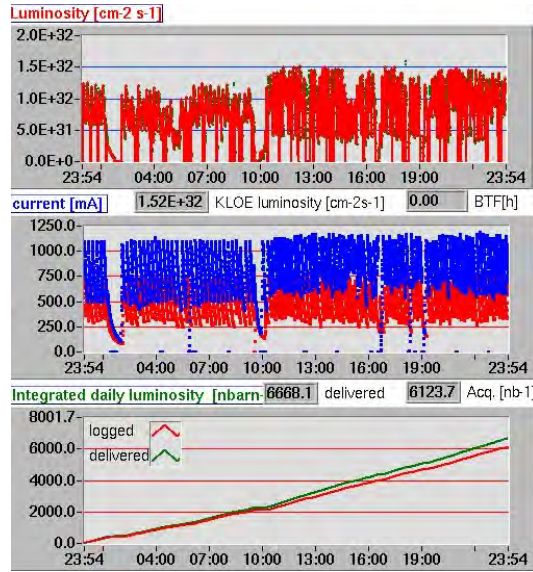 Luminosity [cm-2 s-1]
2.0E+32
1.5E+32
1.0E+32
5.0E+31
0.0E+0
23:54 04:00 07:00 10:00 13:00 16:00 19:00 23:54
current [mA] 1.52E+32 KLOE luminosity [cm-2s-1] 0.00 BTF[h]
1250.0
1000.0
750.0
500.0
250.0
0.0
23:54 04:00 07:00 10:00 13:00 16:00 19:00 23:54
Integrated daily luminosity [nbarn- 6668.1 delivered 6123.7 Acq. [nb-1]
8001.7
logged
6000.0
delivered
4000.0
2000.0
0.0
23:54 04:00 07:00 10:00 13:00 16:00 19:00 23:54